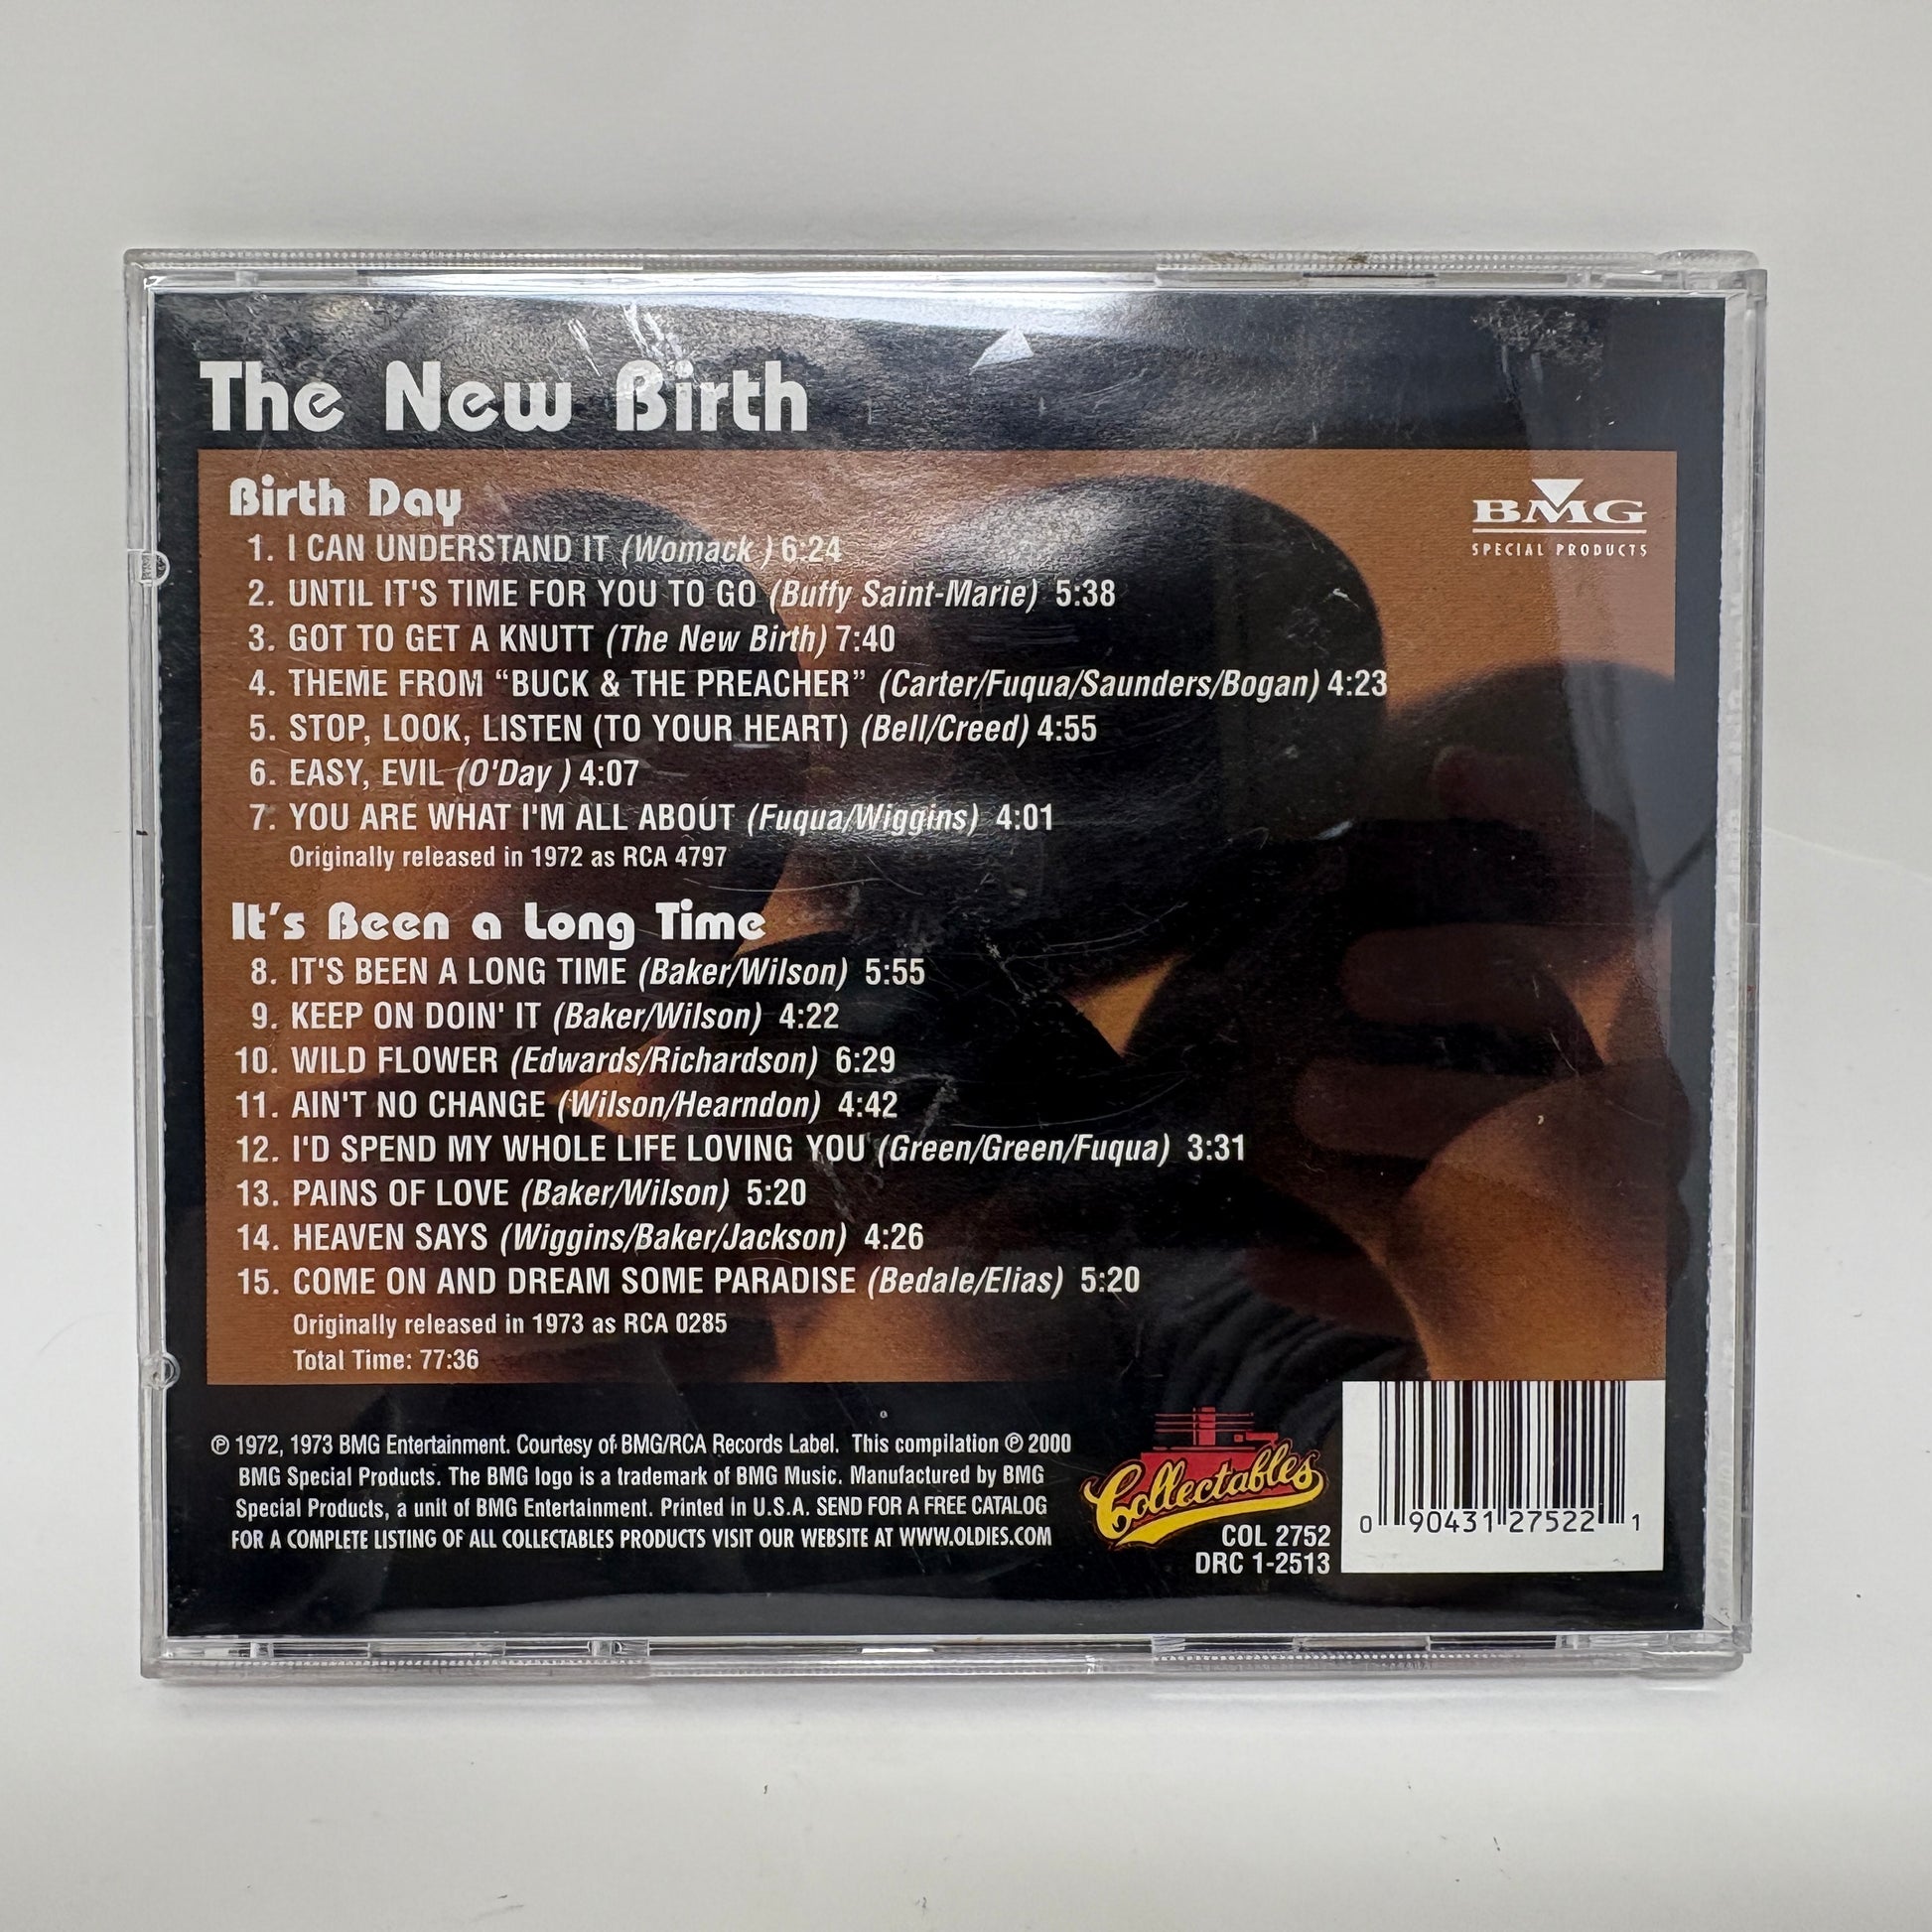 The New Birth
BMG
SPECIAL PRODUCTS
Birth Day
1. I CAN UNDERSTAND IT (Womack ) 6:24
2. UNTIL IT'S TIME FOR YOU TO GO (Buffy Saint-Marie) 5:38
3. GOT TO GET A KNUTT (The New Birth) 7:40
4. THEME FROM “BUCK & THE PREACHER” (Carter/Fuqua/Saunders/Bogan) 4:23
5. STOP, LOOK, LISTEN (TO YOUR HEART) (Bell/Creed) 4:55
6. EASY, EVIL (O'Day ) 4:07
7. YOU ARE WHAT I'M ALL ABOUT (Fuqua/Wiggins) 4:01
Originally released in 1972 as RCA 4797
It's Been a Long Time
8. IT'S BEEN A LONG TIME (Baker/Wilson) 5:55
9. KEEP ON DOIN' IT (Baker/Wilson) 4:22
10. WILD FLOWER (Edwards/Richardson) 6:29
11. AIN'T NO CHANGE (Wilson/Hearndon) 4:42
12. I'D SPEND MY WHOLE LIFE LOVING YOU (Green/Green/Fuqua) 3:31
13. PAINS OF LOVE (Baker/Wilson) 5:20
14. HEAVEN SAYS (Wiggins/Baker/Jackson) 4:26
15. COME ON AND DREAM SOME PARADISE (Bedale/Elias) 5:20
Originally released in 1973 as RCA 0285
Total Time: 77:36
℗ 1972, 1973 BMG Entertainment. Courtesy of BMG/RCA Records Label. This compilation ℗ 2000
BMG Special Products. The BMG logo is a trademark of BMG Music. Manufactured by BMG
Special Products, a unit of BMG Entertainment. Printed in U.S.A. SEND FOR A FREE CATALOG
FOR A COMPLETE LISTING OF ALL COLLECTABLES PRODUCTS VISIT OUR WEBSITE AT WWW.OLDIES.COM
Collectables
COL 2752
DRC 1-2513
0 90431 27522 1